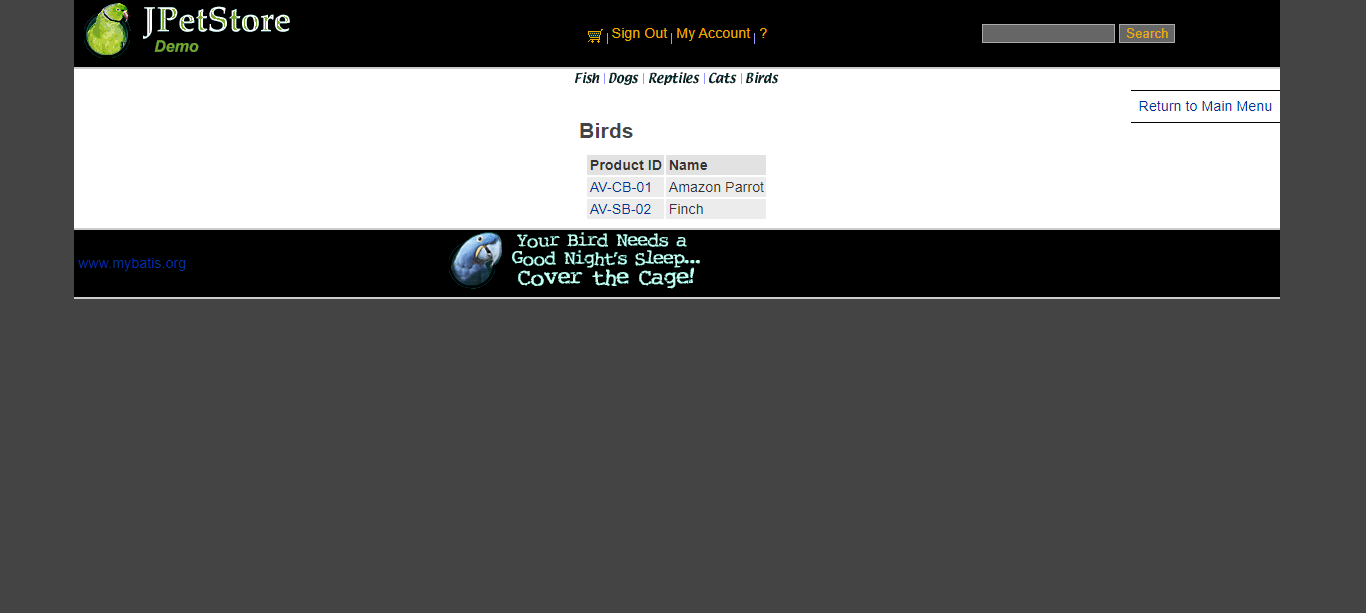 JPetStore
Demo
Sign Out | My Account | ?
Search
Fish | Dogs | Reptiles | Cats | Birds
Return to Main Menu
Birds
Product ID Name
AV-CB-01 Amazon Parrot
AV-SB-02 Finch
Your Bird Needs a
Good Night's Sleep...
Cover the Cage!
www.mybatis.org